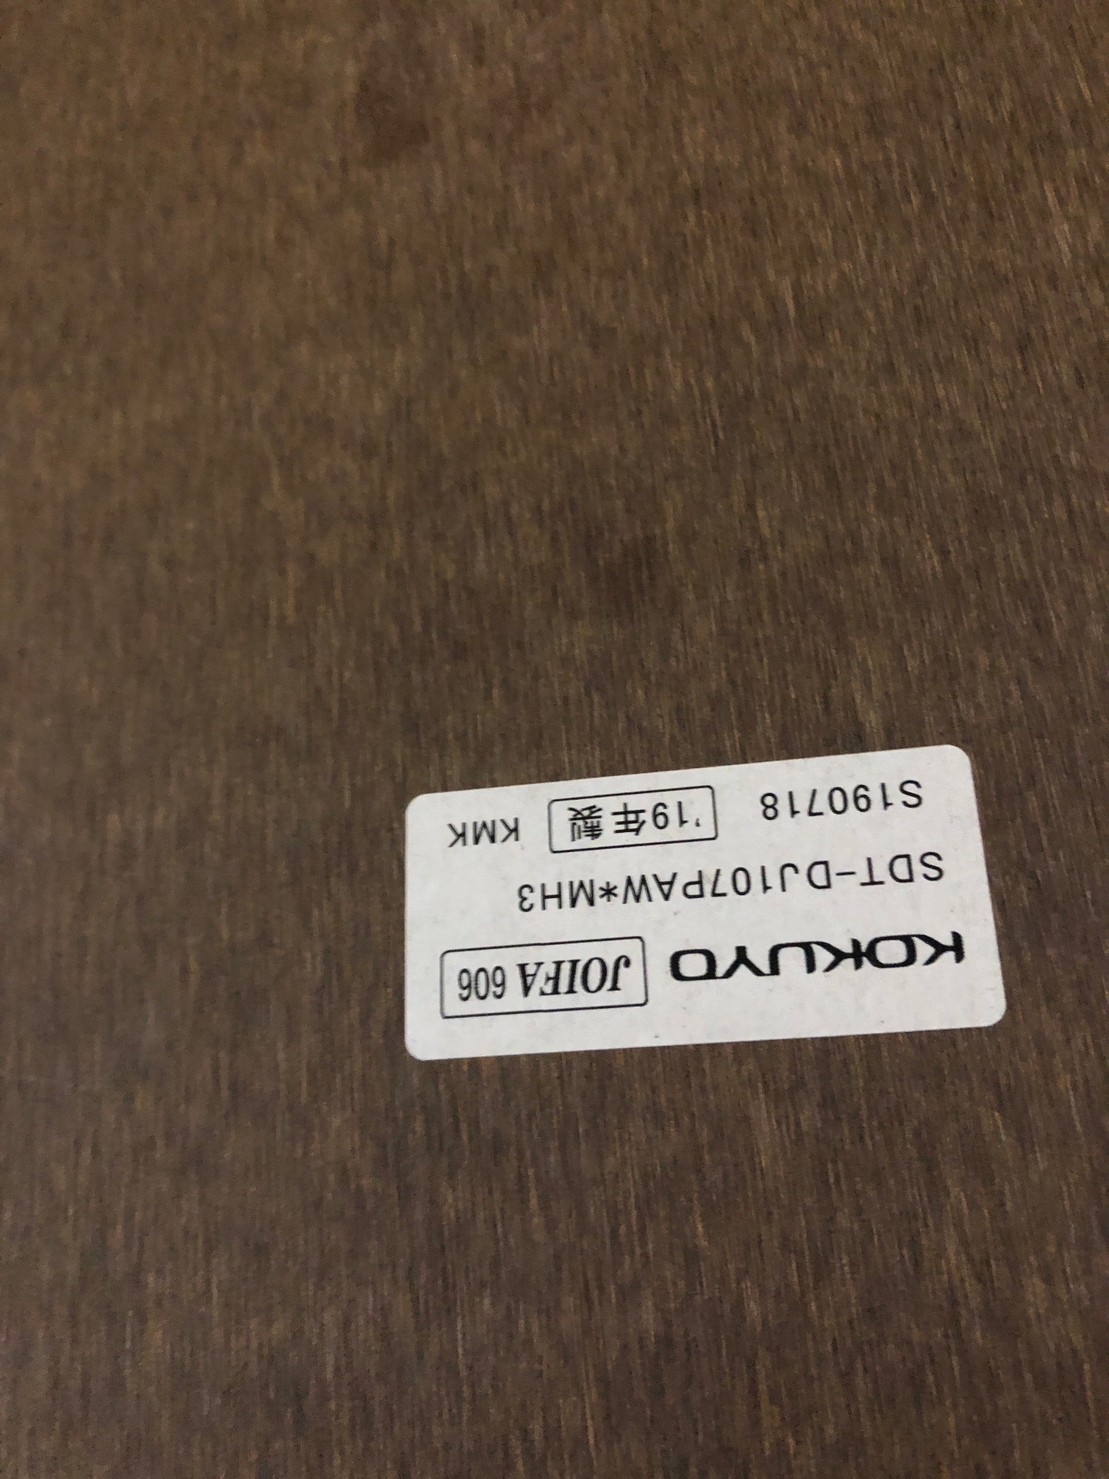 KOKUYO JOIFA 606
SDT-DJ107PAW*MH3
S190718 '19年製 KMK